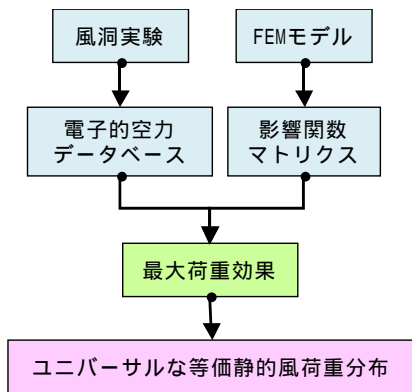 風洞実験
FEMモデル
電子的空力
データベース
影響関数
マトリクス
最大荷重効果
ユニバーサルな等価静的風荷重分布